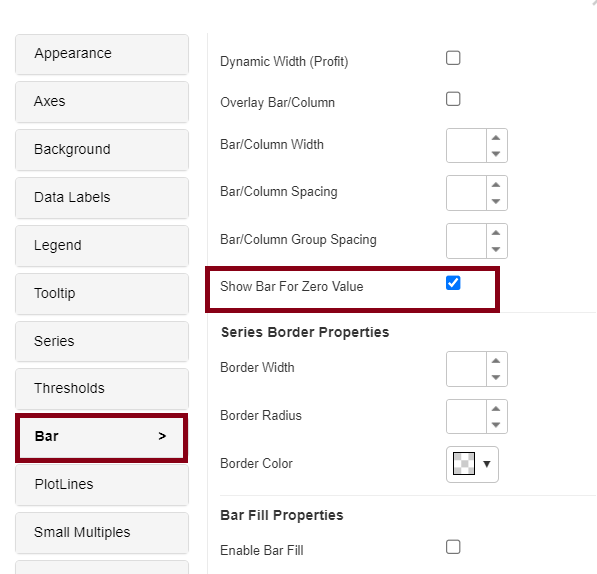 Appearance
Axes
Background
Data Labels
Legend
Tooltip
Series
Thresholds
Bar >
PlotLines
Small Multiples
Dynamic Width (Profit)
Overlay Bar/Column
Bar/Column Width
Bar/Column Spacing
Bar/Column Group Spacing
Show Bar For Zero Value
Series Border Properties
Border Width
Border Radius
Border Color
Bar Fill Properties
Enable Bar Fill